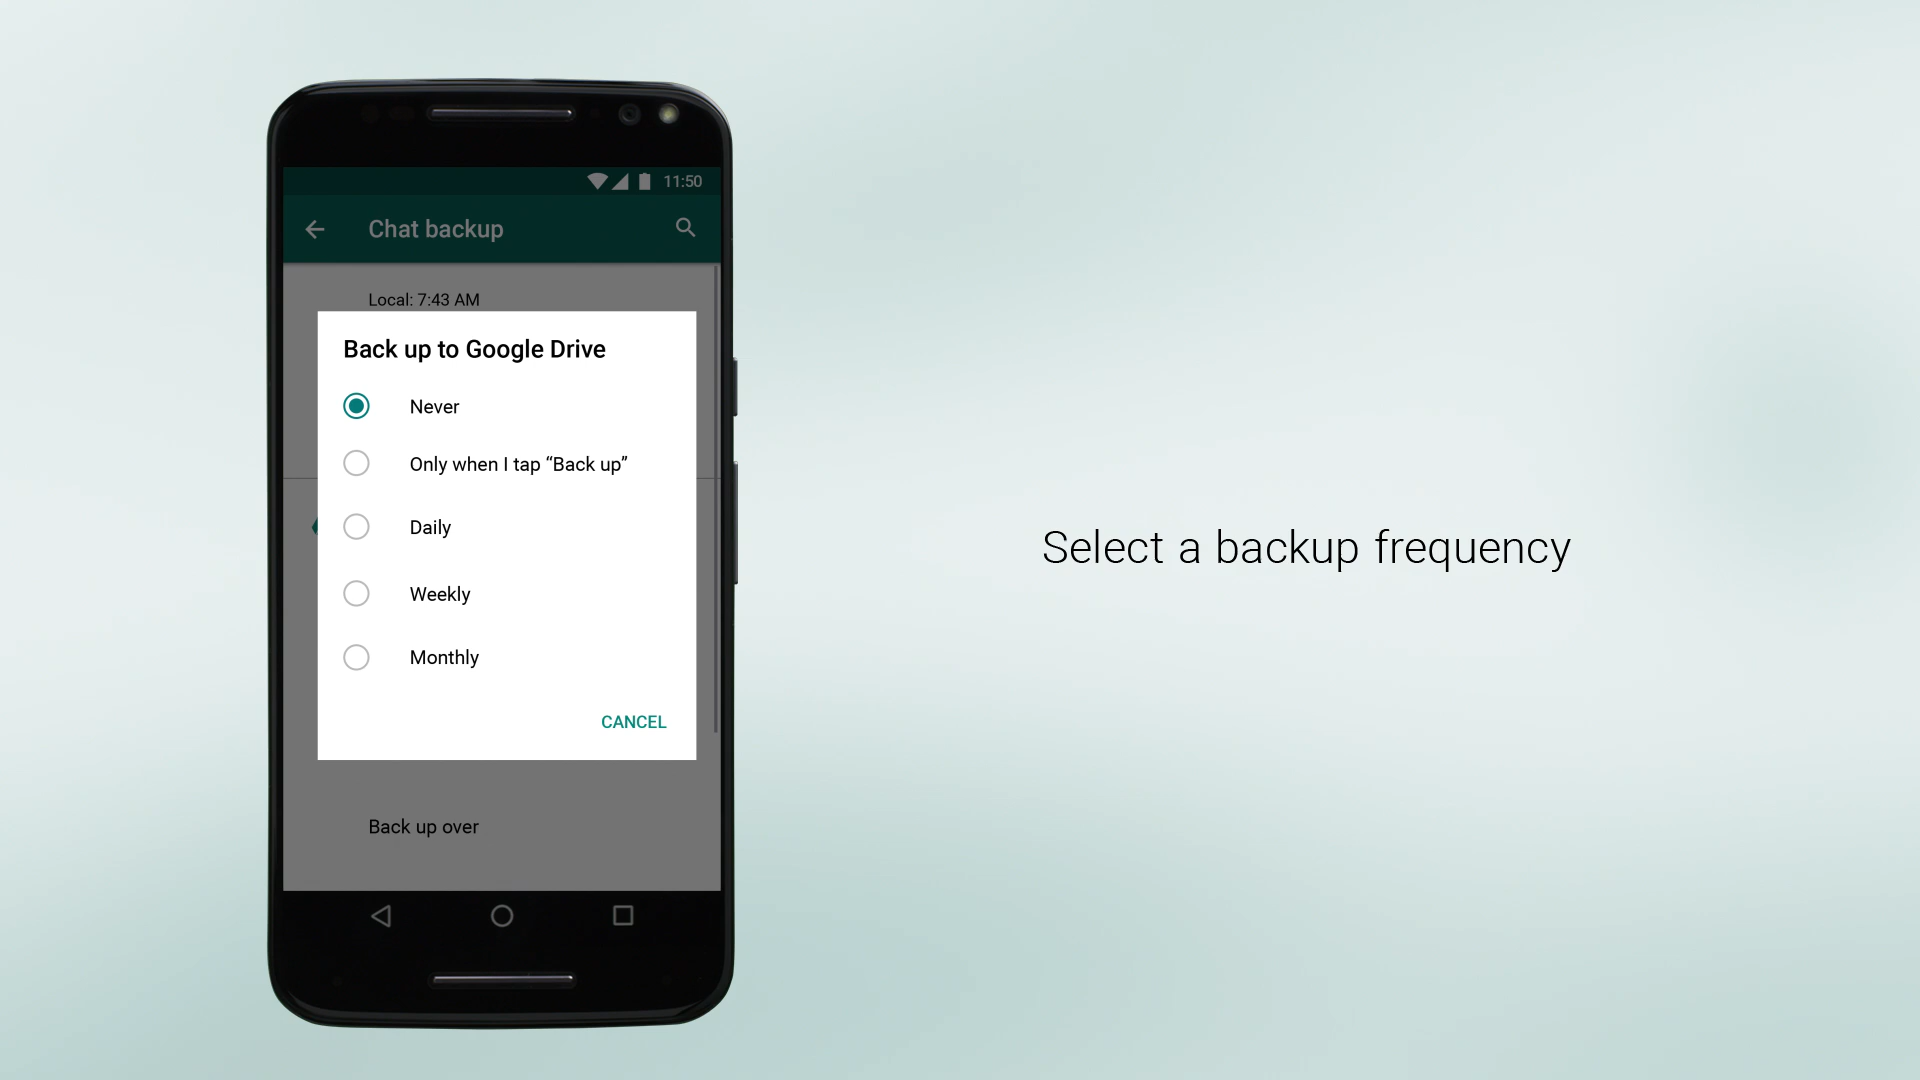 11:50
Chat backup
Local: 7:43 AM
Back up to Google Drive
Never
Only when I tap “Back up”
Daily
Weekly
Monthly
CANCEL
Back up over
Select a backup frequency